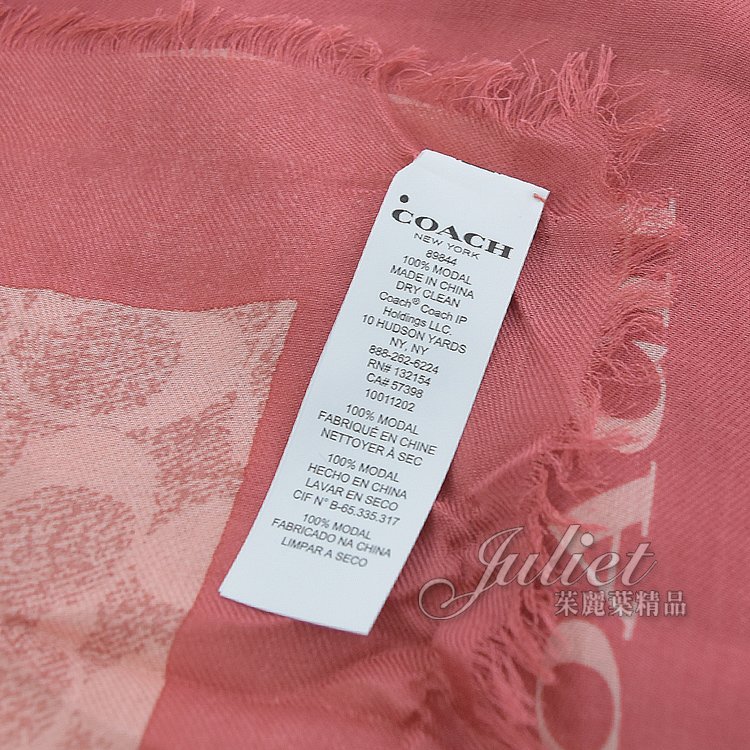 COACH
NEW YORK
89844
100% MODAL
MADE IN CHINA
DRY CLEAN
Coach® Coach IP
Holdings LLC.
10 HUDSON YARDS
NY, NY
888-262-6224
RN# 132154
CA# 57398
10011202
100% MODAL
FABRIQUÉ EN CHINE
NETTOYER À SEC
100% MODAL
HECHO EN CHINA
LAVAR EN SECO
CIF N° B-65.335.317
100% MODAL
FABRICADO NA CHINA
LIMPAR A SECO
Juliet
茱麗葉精品